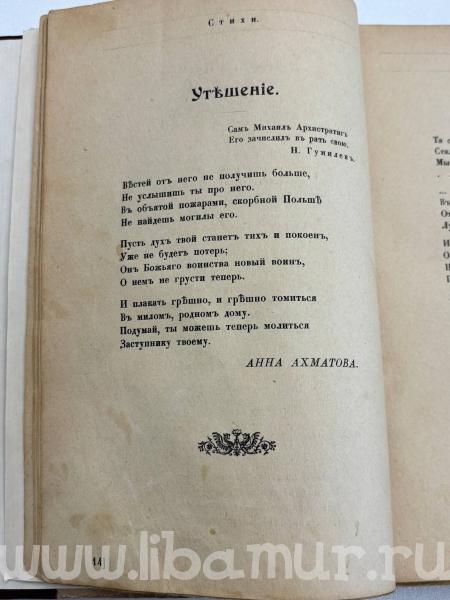 Стихи.
Утѣшеніе.
Самъ Михаилъ Архистратигъ
Его зачислилъ въ рать свою.
Н. Гумилевъ.
Вѣстей отъ него не получишь больше,
Не услышишь ты про него.
Въ объятой пожарами, скорбной Польшѣ
Не найдешь могилы его.
Пусть духъ твой станетъ тихъ и покоенъ,
Уже не будетъ потерь;
Онъ Божьяго воинства новый воинъ,
О немъ не грусти теперь.
И плакать грѣшно, и грѣшно томиться
Въ миломъ, родномъ дому.
Подумай, ты можешь теперь молиться
Заступнику твоему.
АННА АХМАТОВА.
44
www.libamur.ru